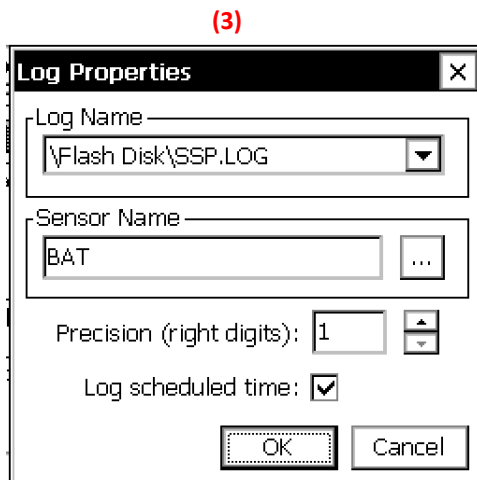 (3)
Log Properties
Log Name
\Flash Disk\SSP.LOG
Sensor Name
BAT
...
Precision (right digits): 1
Log scheduled time:
OK Cancel